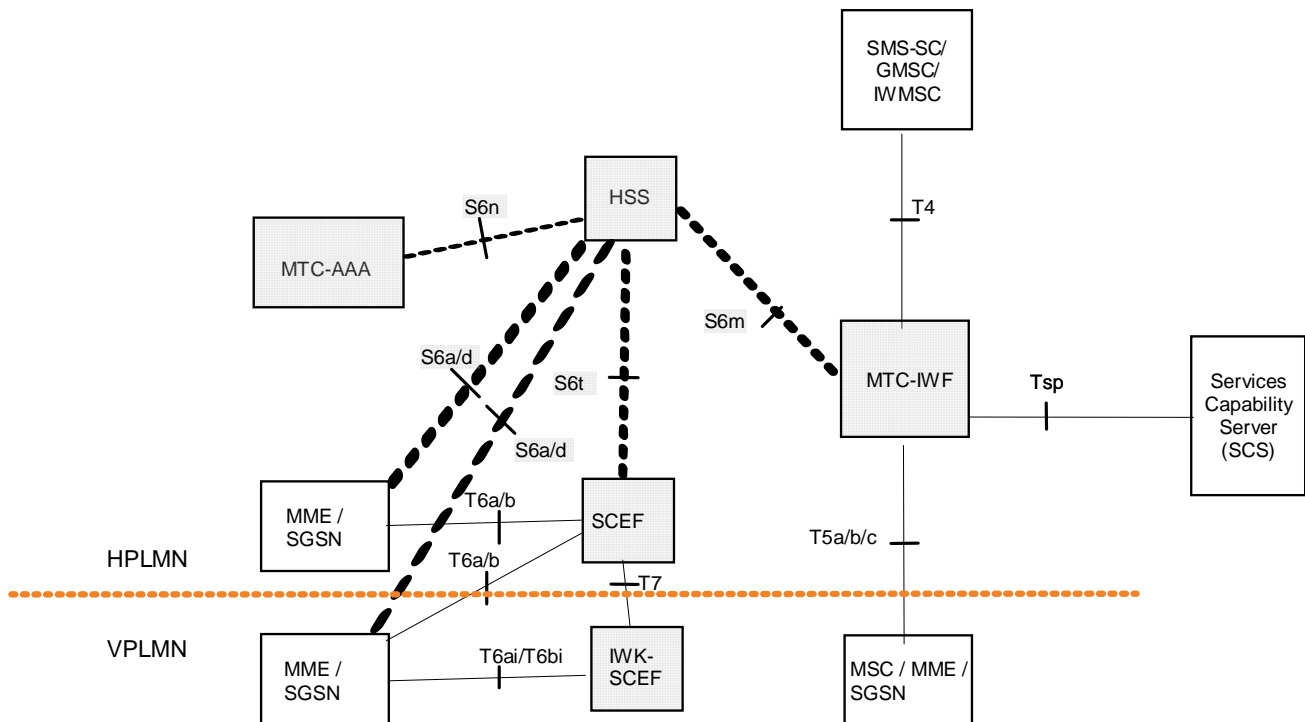 SMS-SC/
GMSC/
IWMSC
HSS
S6n
T4
MTC-AAA
S6m
S6a/d
S6t
MTC-IWF
Tsp
Services
Capability
Server
(SCS)
S6a/d
MME /
SGSN
T6a/b
SCEF
T5a/b/c
HPLMN
T6a/b
T7
VPLMN
MME /
SGSN
T6ai/T6bi
IWK-
SCEF
MSC / MME /
SGSN